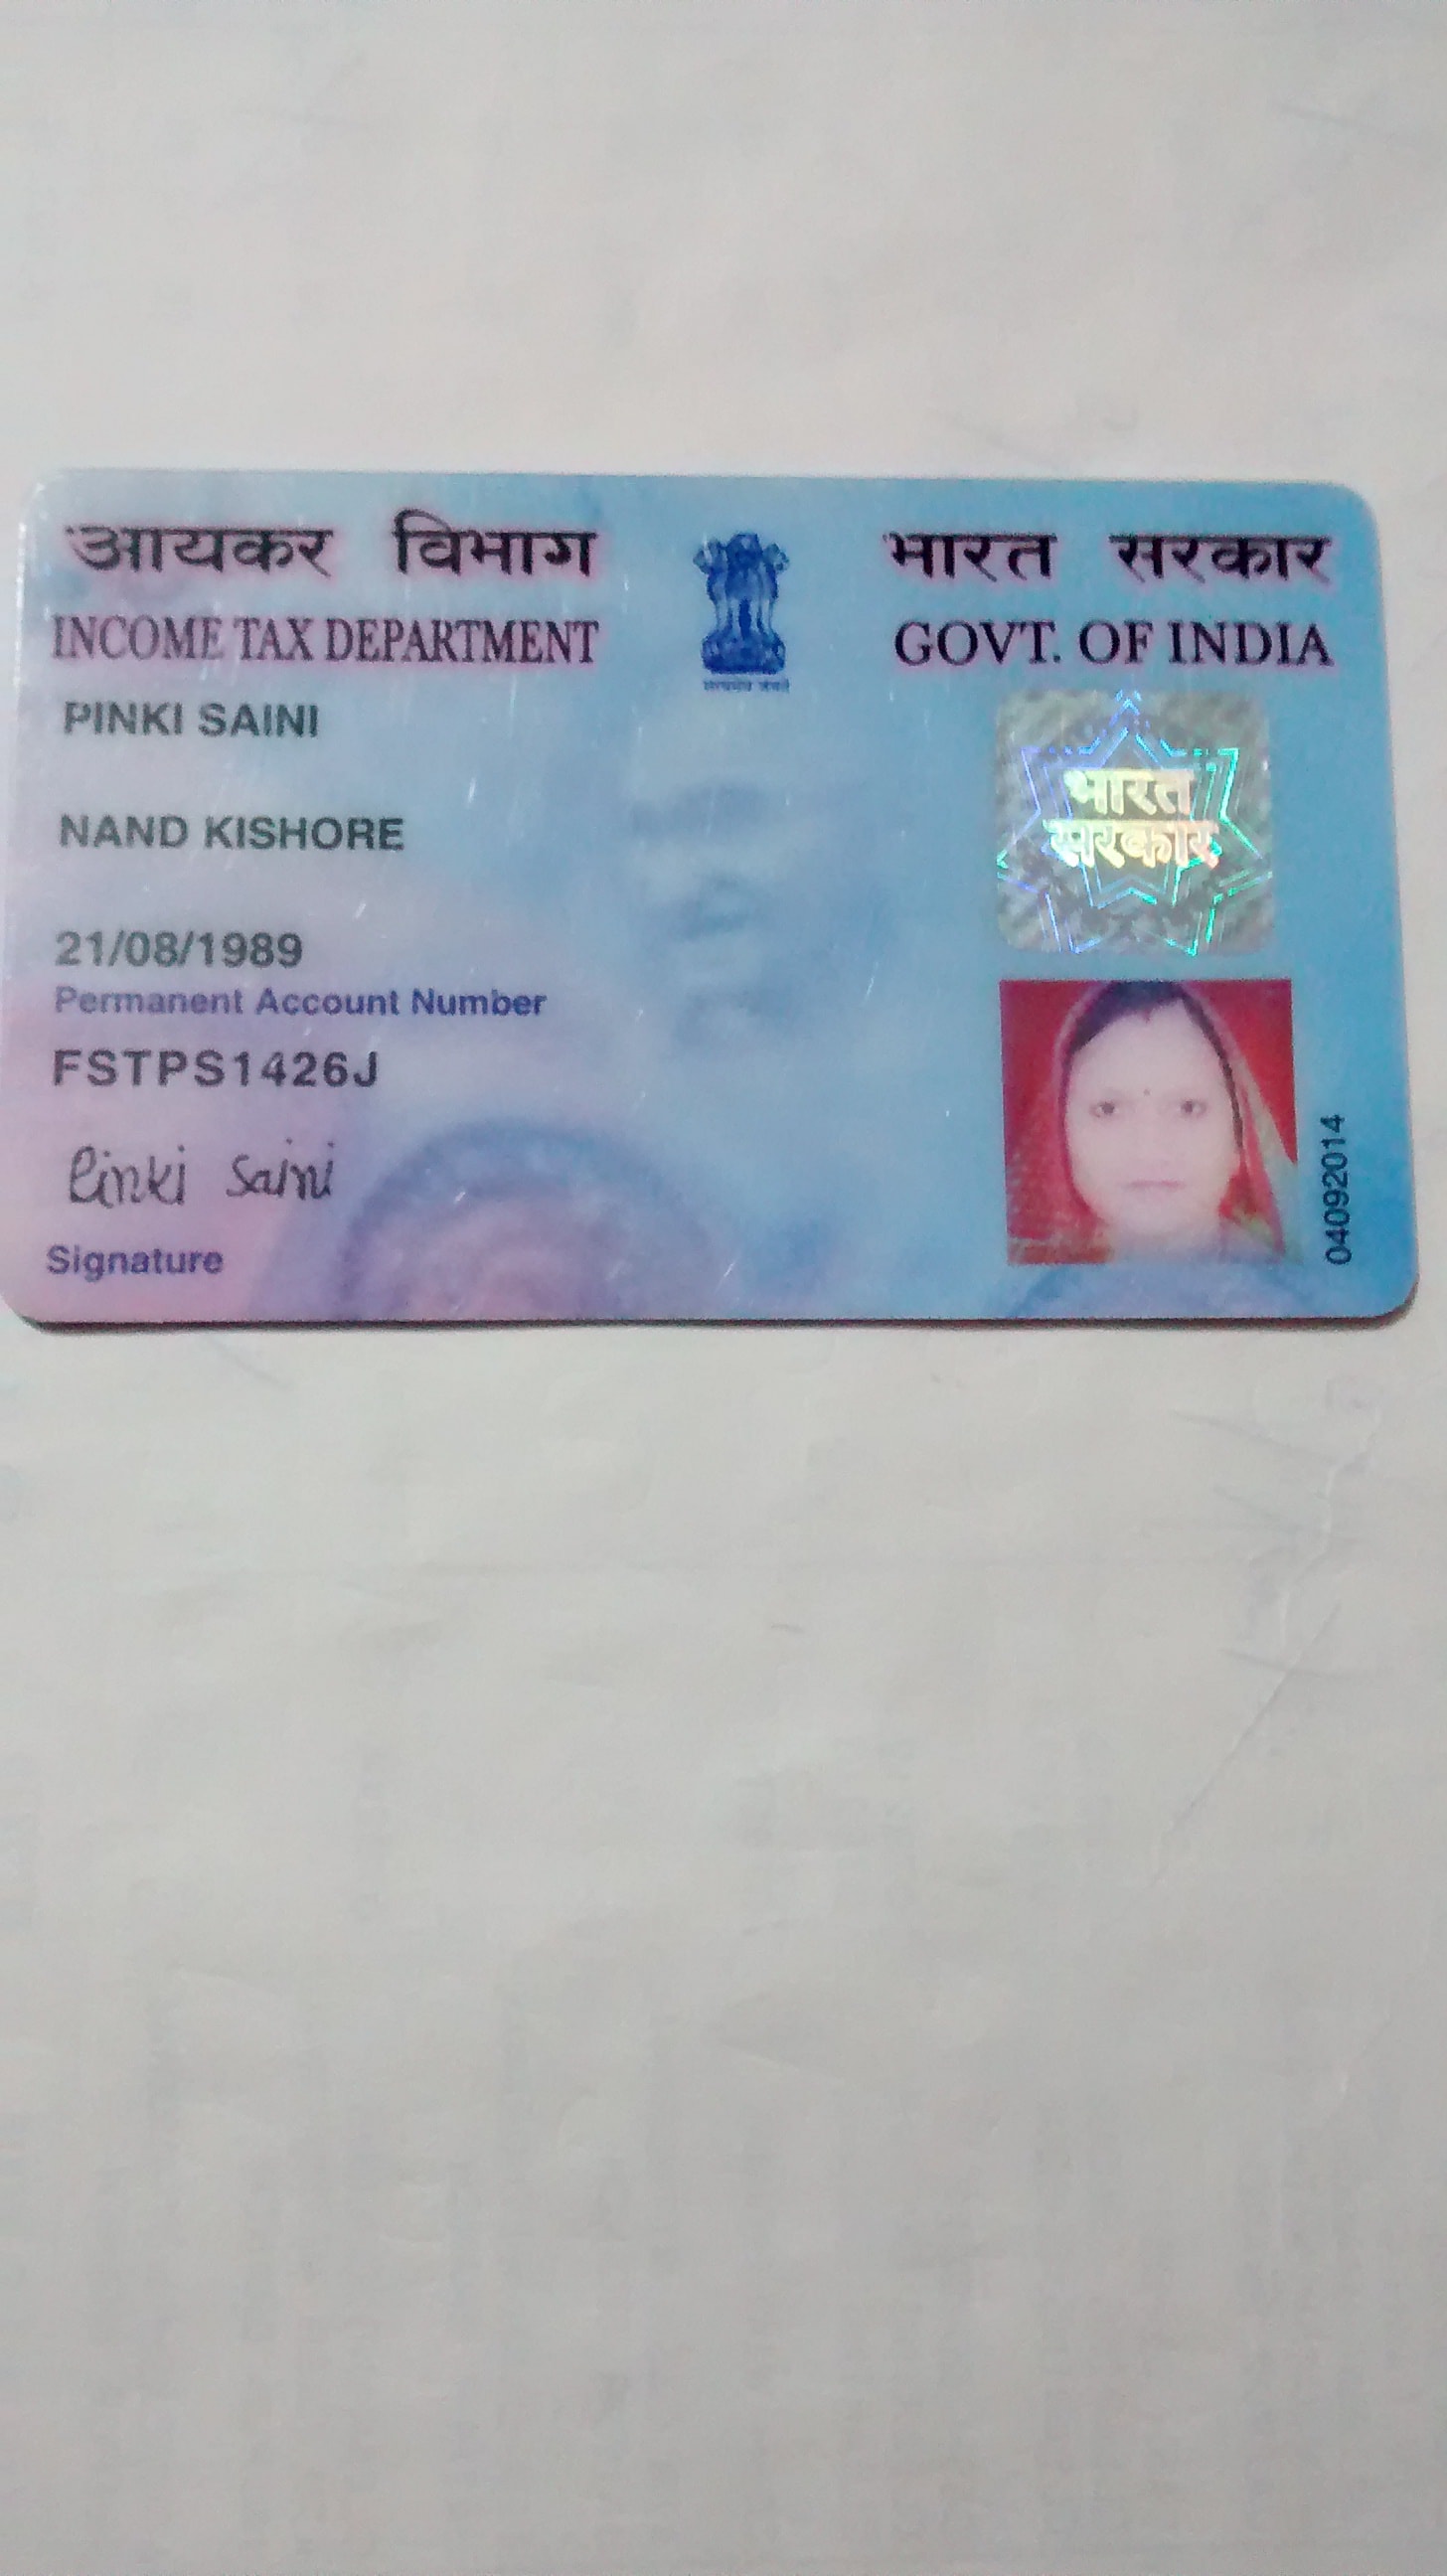 आयकर विभाग
INCOME TAX DEPARTMENT
भारत सरकार
GOVT. OF INDIA
सत्यमेव जयते
PINKI SAINI
NAND KISHORE
21/08/1989
Permanent Account Number
FSTPS1426J
Pinki Saini
Signature
भारत
सरकार
04092014